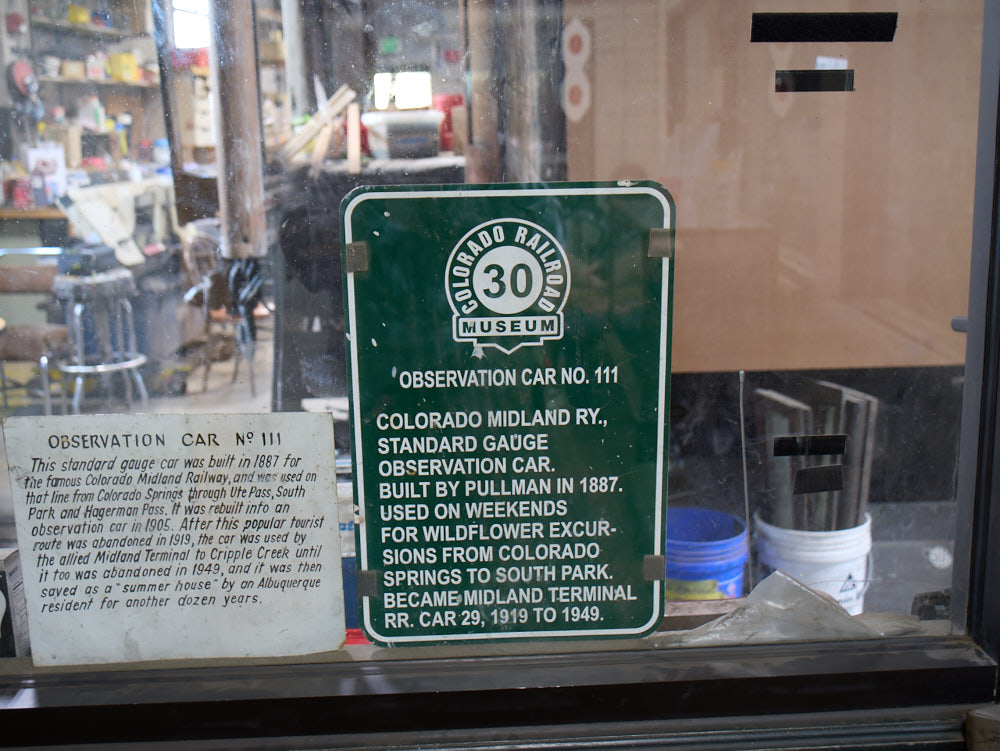 COLORADO RAILROAD
30
MUSEUM
OBSERVATION CAR NO. 111
COLORADO MIDLAND RY.,
STANDARD GAUGE
OBSERVATION CAR.
BUILT BY PULLMAN IN 1887.
USED ON WEEKENDS
FOR WILDFLOWER EXCUR-
SIONS FROM COLORADO
SPRINGS TO SOUTH PARK.
BECAME MIDLAND TERMINAL
RR. CAR 29, 1919 TO 1949.
OBSERVATION CAR Nº 111
This standard gauge car was built in 1887 for
the famous Colorado Midland Railway, and was used on
that line from Colorado Springs through Ute Pass, South
Park and Hagerman Pass. It was rebuilt into an
observation car in 1905. After this popular tourist
route was abandoned in 1919, the car was used by
the allied Midland Terminal to Cripple Creek until
it too was abandoned in 1949, and it was then
saved as a "summer house" by an Albuquerque
resident for another dozen years.